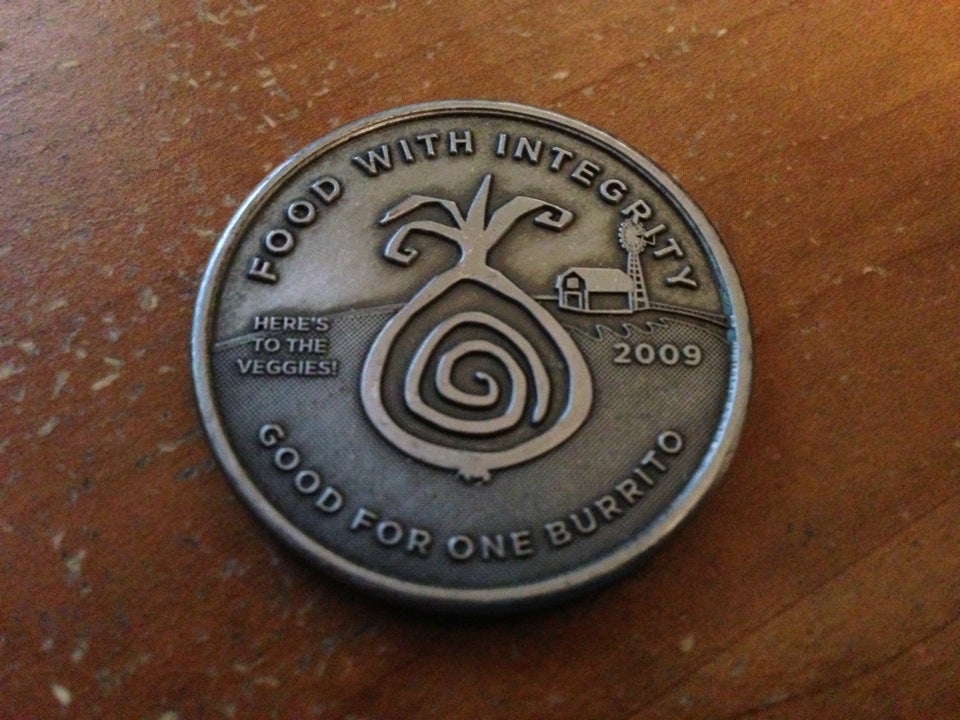 FOOD WITH INTEGRITY
HERE'S
TO THE
VEGGIES!
2009
GOOD FOR ONE BURRITO